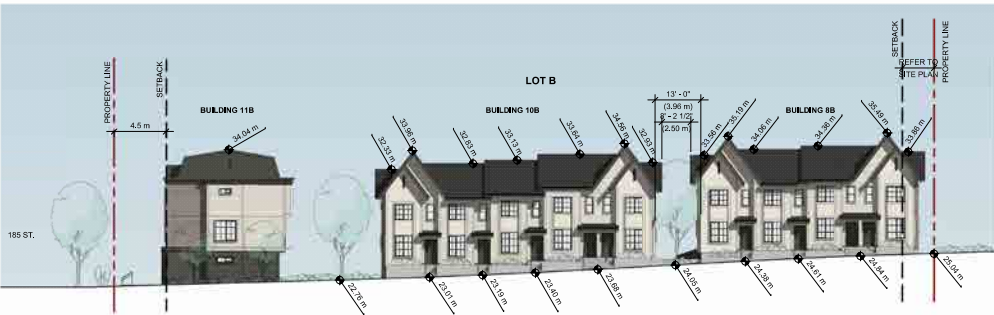 LOT B
PROPERTY LINE
SETBACK
4.5 m
BUILDING 11B
34.04 m
BUILDING 10B
32.33 m
33.96 m
32.53 m
33.13 m
33.64 m
34.56 m
32.93 m
13' - 0"
(3.96 m)
8' - 2 1/2"
(2.50 m)
BUILDING 8B
33.56 m
35.19 m
34.06 m
34.36 m
35.49 m
33.86 m
SETBACK
REFER TO
SITE PLAN
PROPERTY LINE
185 ST.
22.76 m
23.01 m
23.19 m
23.40 m
23.68 m
24.05 m
24.38 m
24.61 m
24.84 m
25.04 m